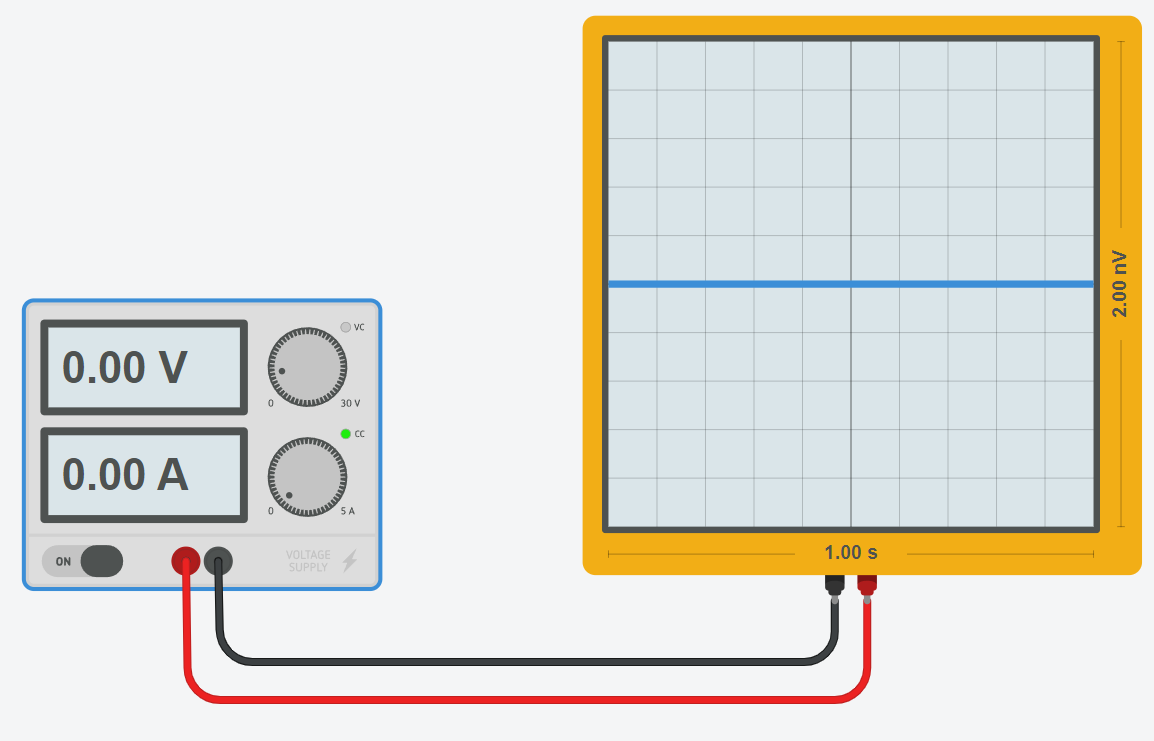 0.00 V
VC
0
30 V
0.00 A
CC
0
5 A
ON
VOLTAGE
SUPPLY
2.00 nV
1.00 s